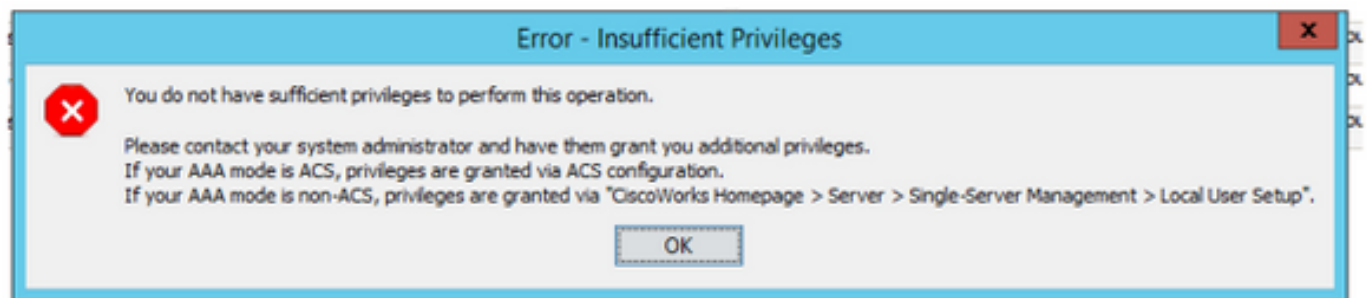 Error - Insufficient Privileges
You do not have sufficient privileges to perform this operation.
Please contact your system administrator and have them grant you additional privileges.
If your AAA mode is ACS, privileges are granted via ACS configuration.
If your AAA mode is non-ACS, privileges are granted via "CiscoWorks Homepage > Server > Single-Server Management > Local User Setup".
OK